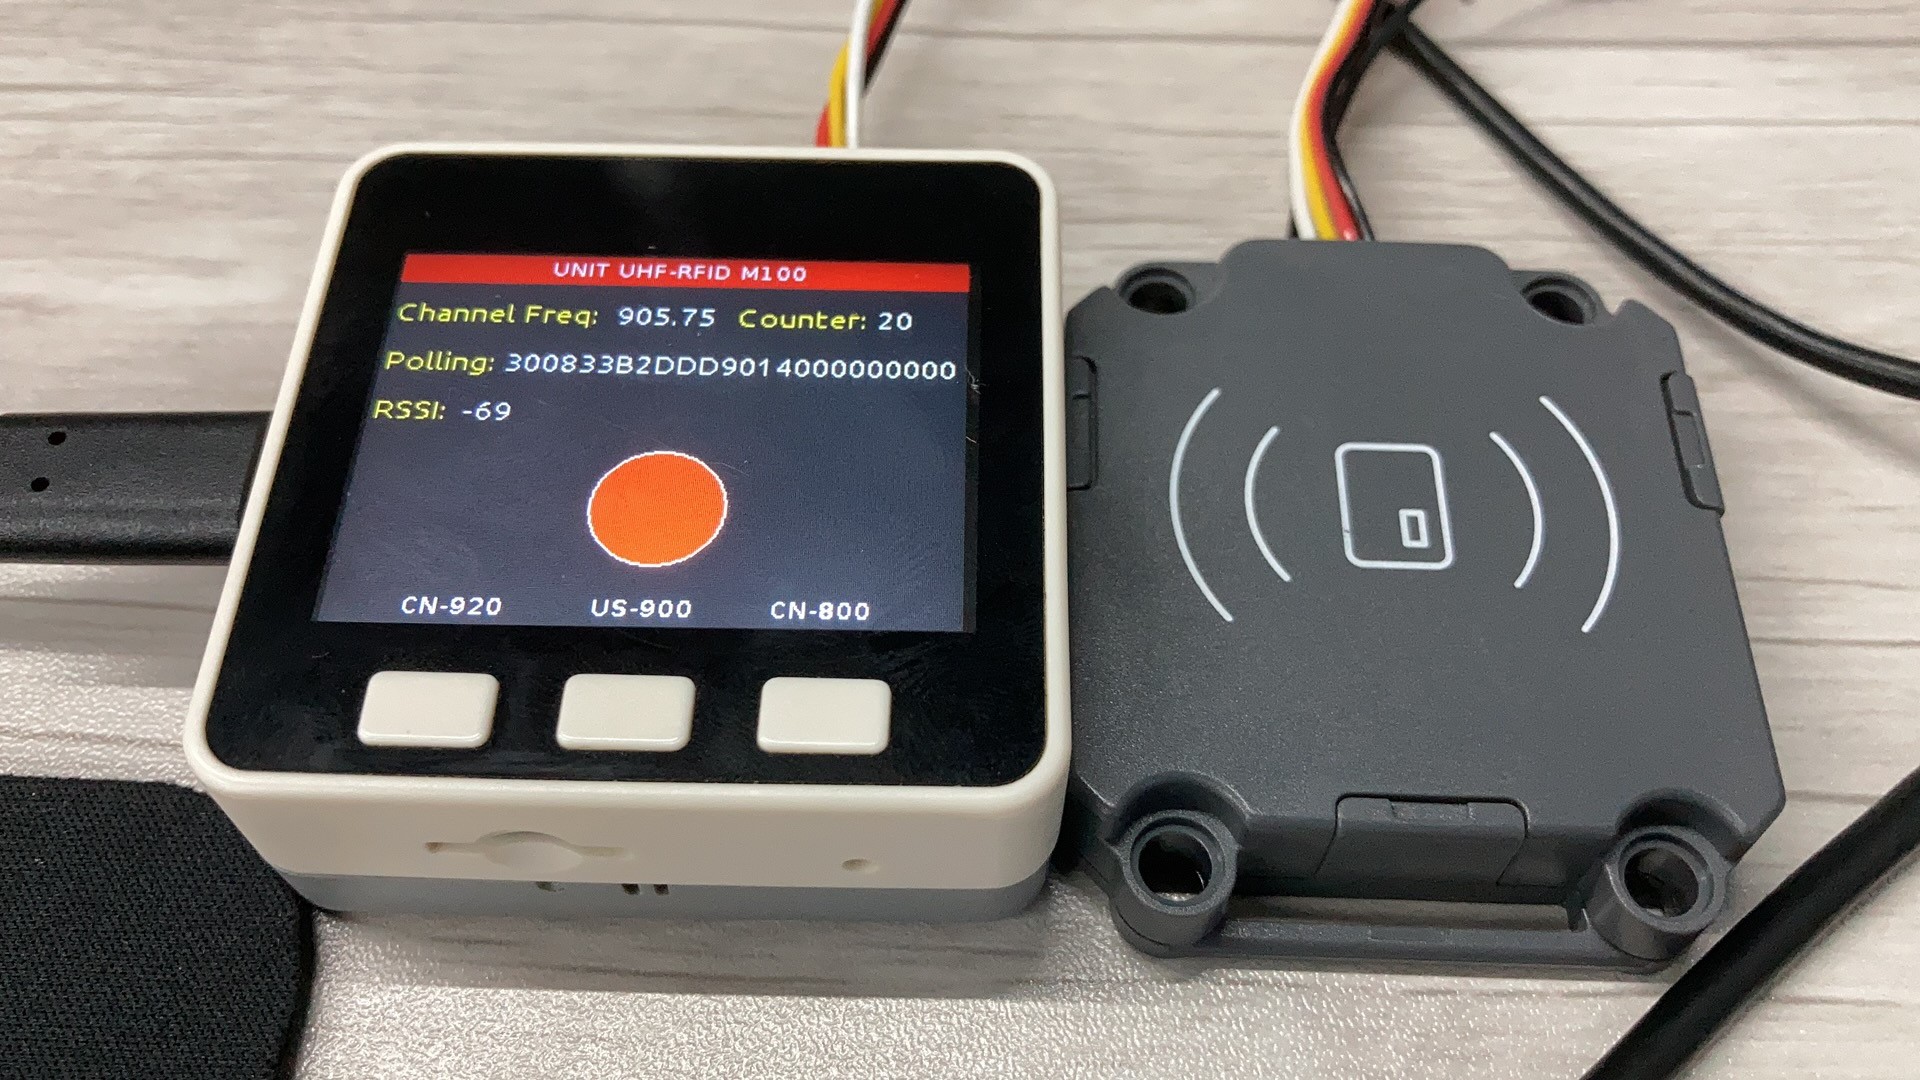 UNIT UHF-RFID M100
Channel Freq: 905.75 Counter: 20
Polling: 300833B2DDD9014000000000
RSSI: -69
CN-920 US-900 CN-800